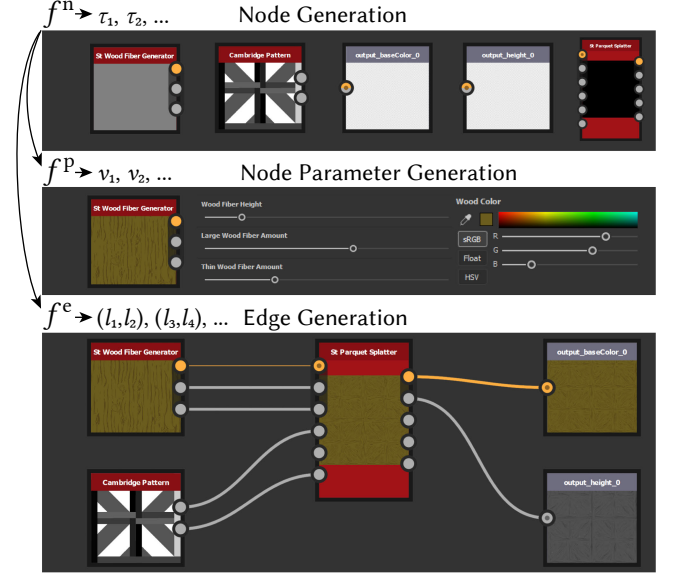 fⁿ → τ₁, τ₂, ... Node Generation
St Wood Fiber Generator
Cambridge Pattern
output_baseColor_0
output_height_0
St Parquet Splatter
fᵖ → v₁, v₂, ... Node Parameter Generation
St Wood Fiber Generator
Wood Fiber Height
Large Wood Fiber Amount
Thin Wood Fiber Amount
Wood Color
sRGB
Float
HSV
R
G
B
fᵉ → (l₁,l₂), (l₃,l₄), ... Edge Generation
St Wood Fiber Generator
St Parquet Splatter
output_baseColor_0
Cambridge Pattern
output_height_0